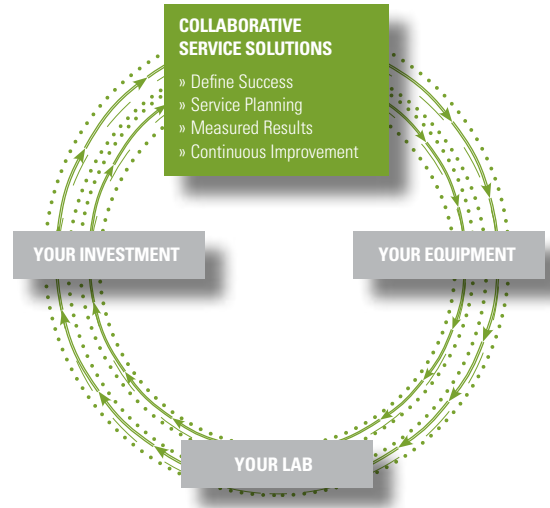 COLLABORATIVE
SERVICE SOLUTIONS
» Define Success
» Service Planning
» Measured Results
» Continuous Improvement
YOUR INVESTMENT
YOUR EQUIPMENT
YOUR LAB